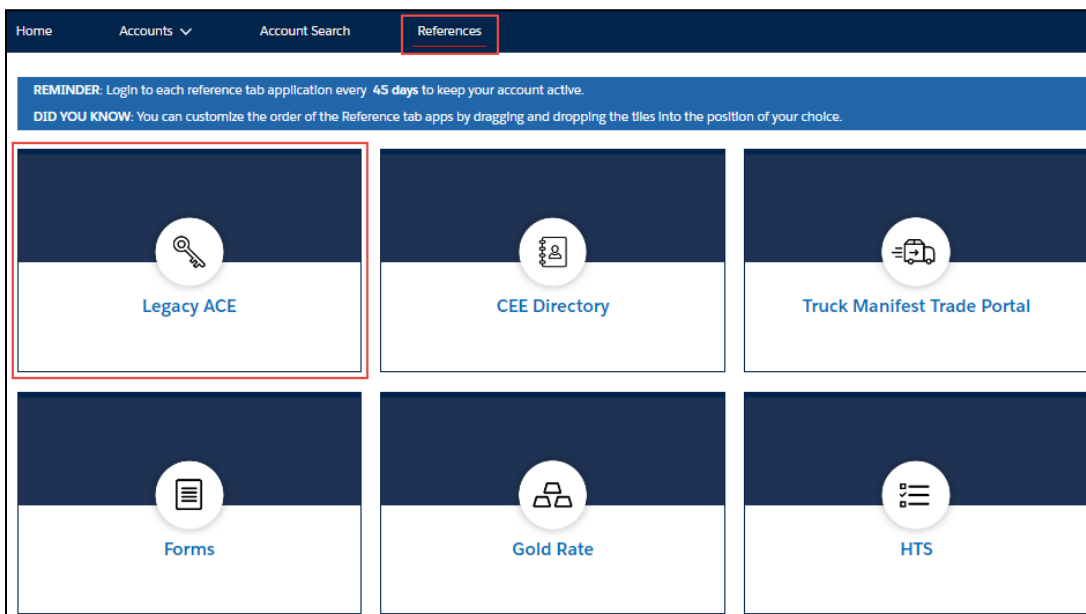 Home Accounts Account Search References
REMINDER: Login to each reference tab application every 45 days to keep your account active.
DID YOU KNOW: You can customize the order of the Reference tab apps by dragging and dropping the tiles into the position of your choice.
Legacy ACE CEE Directory Truck Manifest Trade Portal
Forms Gold Rate HTS